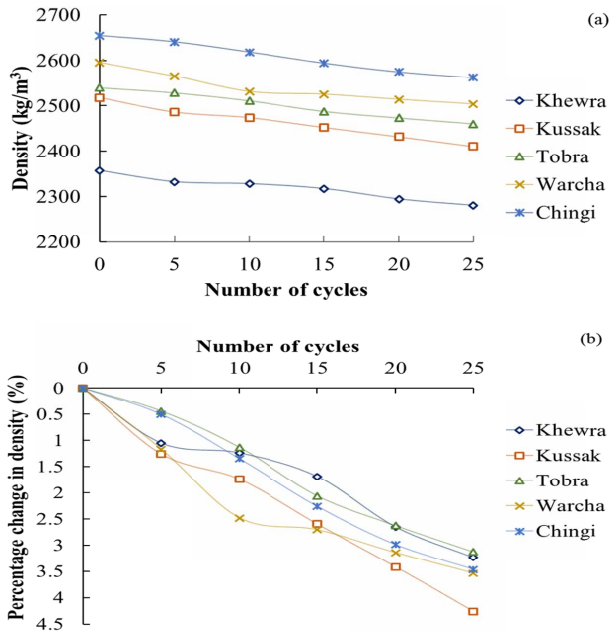 (a)
2700
2600
2500
2400
2300
2200
Density (kg/m³)
0 5 10 15 20 25
Number of cycles
Khewra
Kussak
Tobra
Warcha
Chingi
(b)
Number of cycles
0 5 10 15 20 25
0
0.5
1
1.5
2
2.5
3
3.5
4
4.5
Percentage change in density (%)
Khewra
Kussak
Tobra
Warcha
Chingi